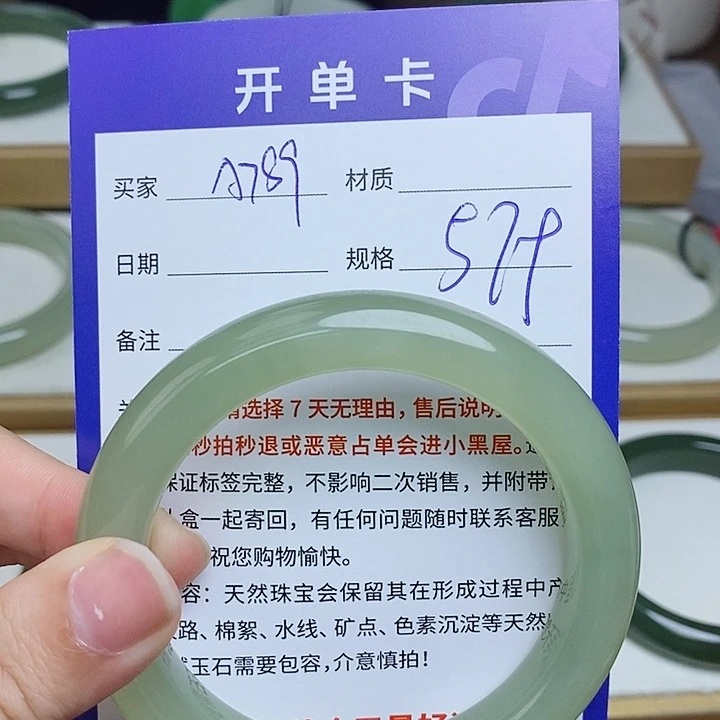 开单卡
买家 A789 材质
日期 规格 579
备注
请选择7天无理由，售后说明
秒拍秒退或恶意占单会进小黑屋。
保证标签完整，不影响二次销售，并附带
盒一起寄回，有任何问题随时联系客服
祝您购物愉快。
容：天然珠宝会保留其在形成过程中产
路、棉絮、水线、矿点、色素沉淀等天然
玉石需要包容，介意慎拍！